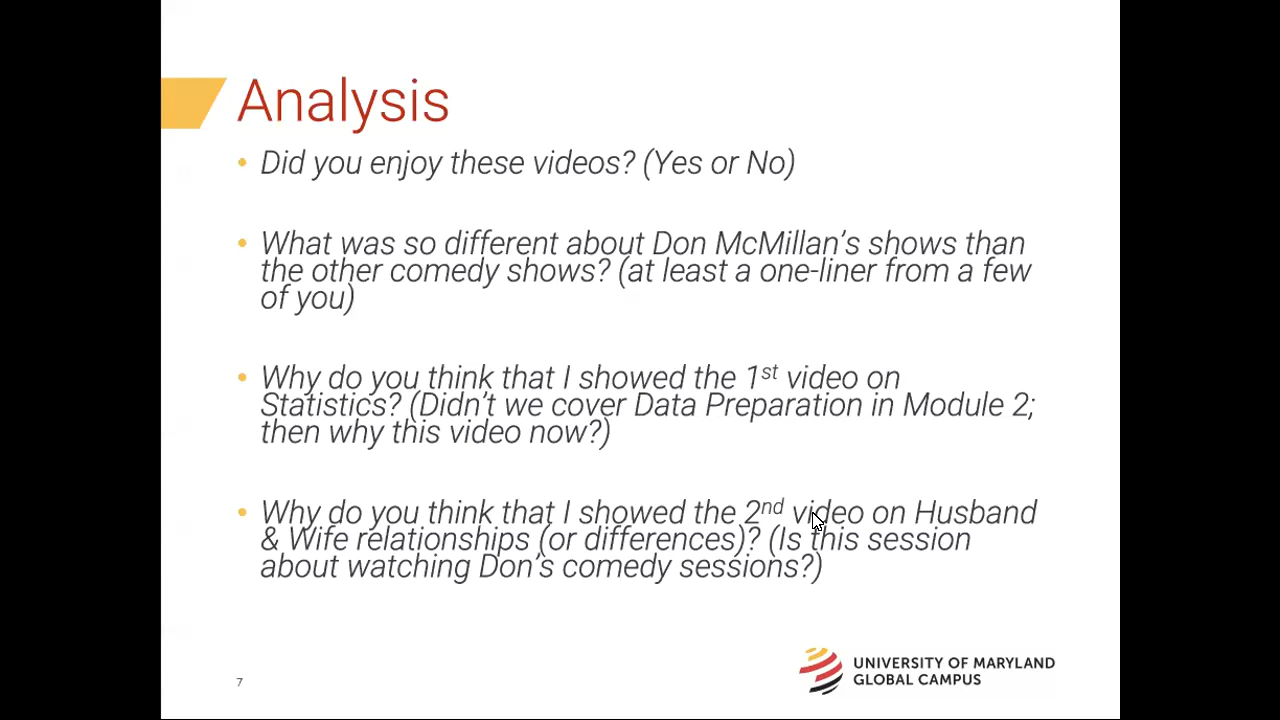 Analysis
• Did you enjoy these videos? (Yes or No)
• What was so different about Don McMillan’s shows than
the other comedy shows? (at least a one-liner from a few
of you)
• Why do you think that I showed the 1st video on
Statistics? (Didn’t we cover Data Preparation in Module 2;
then why this video now?)
• Why do you think that I showed the 2nd video on Husband
& Wife relationships (or differences)? (Is this session
about watching Don’s comedy sessions?)
7
UNIVERSITY OF MARYLAND
GLOBAL CAMPUS